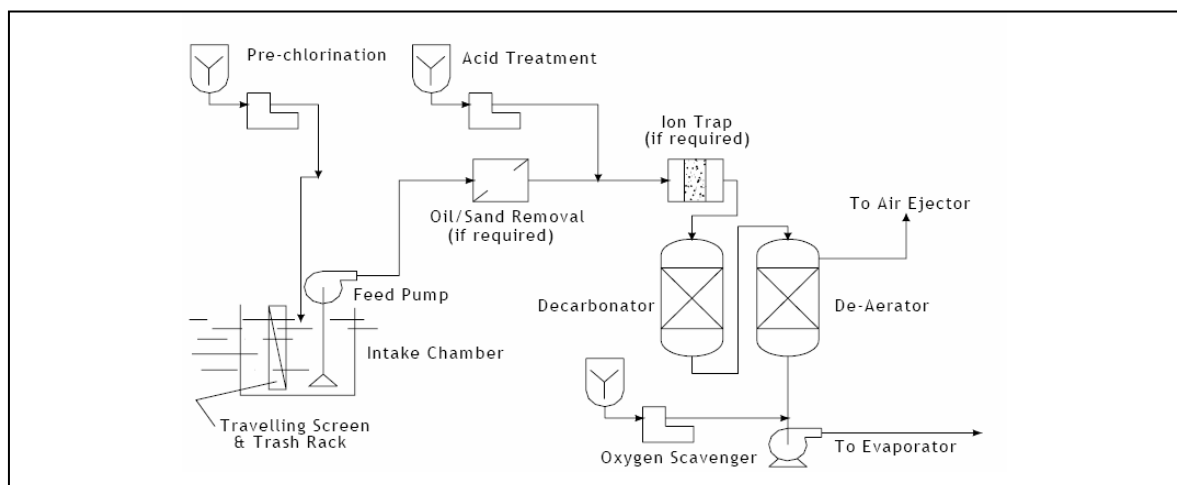 Pre-chlorination
Acid Treatment
Ion Trap
(if required)
To Air Ejector
Oil/Sand Removal
(if required)
Feed Pump
Decarbonator
De-Aerator
Intake Chamber
Travelling Screen
& Trash Rack
Oxygen Scavenger
To Evaporator